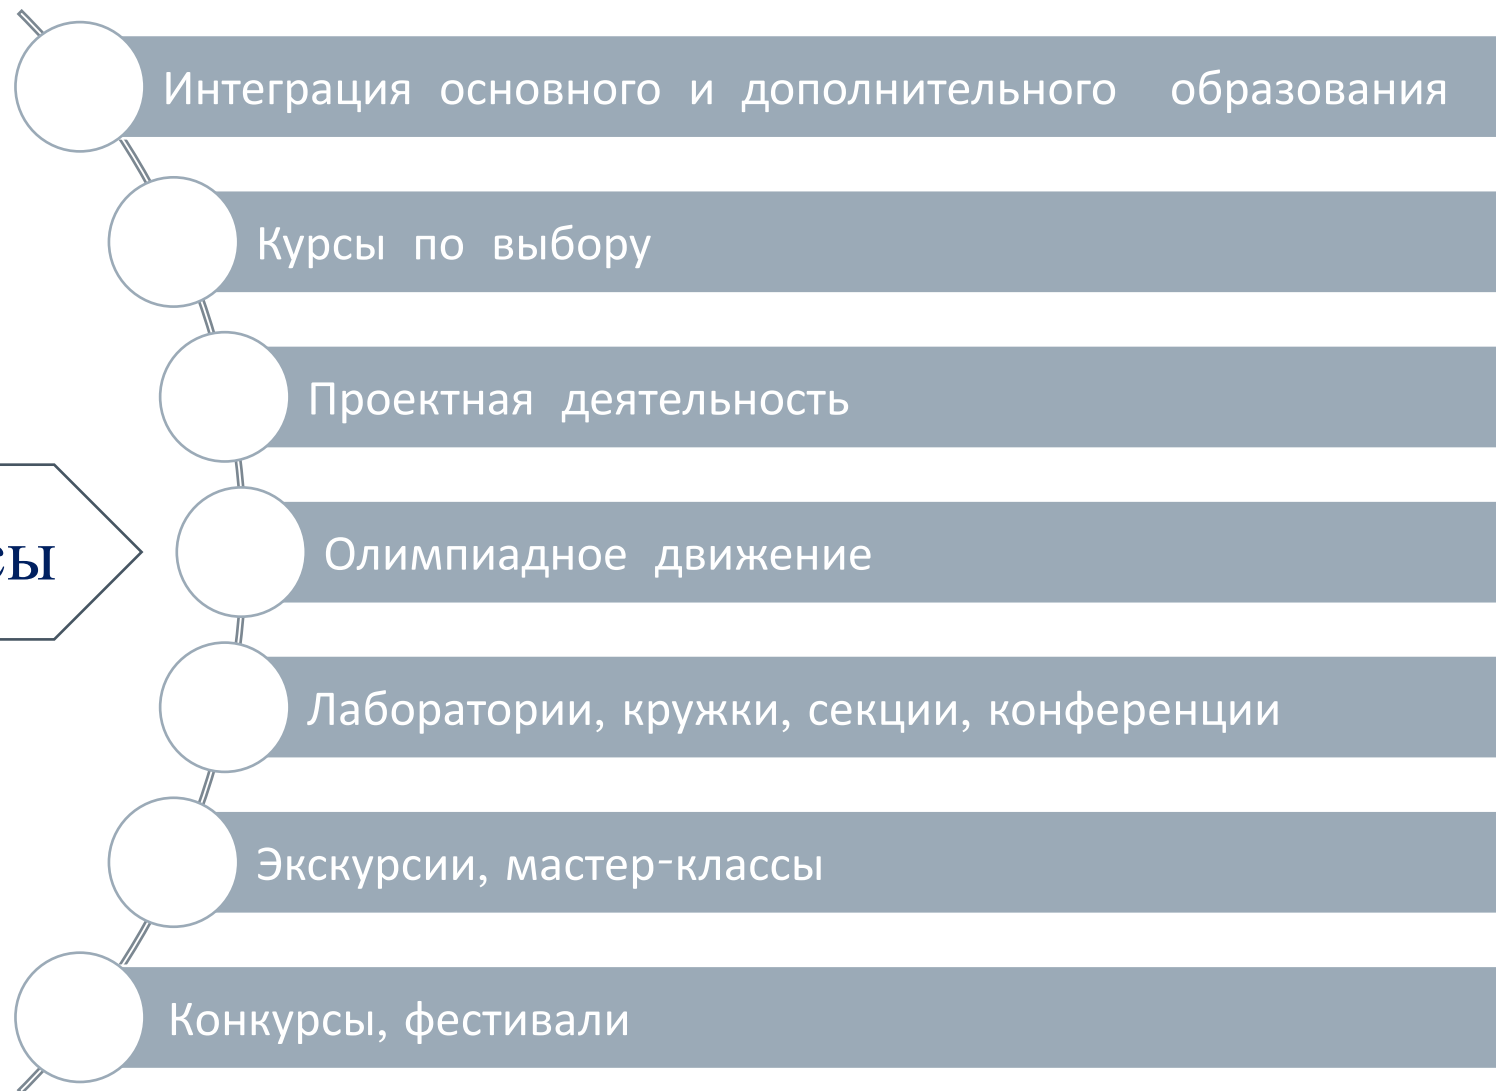 Интеграция основного и дополнительного образования
Курсы по выбору
Проектная деятельность
Олимпиадное движение
Лаборатории, кружки, секции, конференции
Экскурсии, мастер-классы
Конкурсы, фестивали